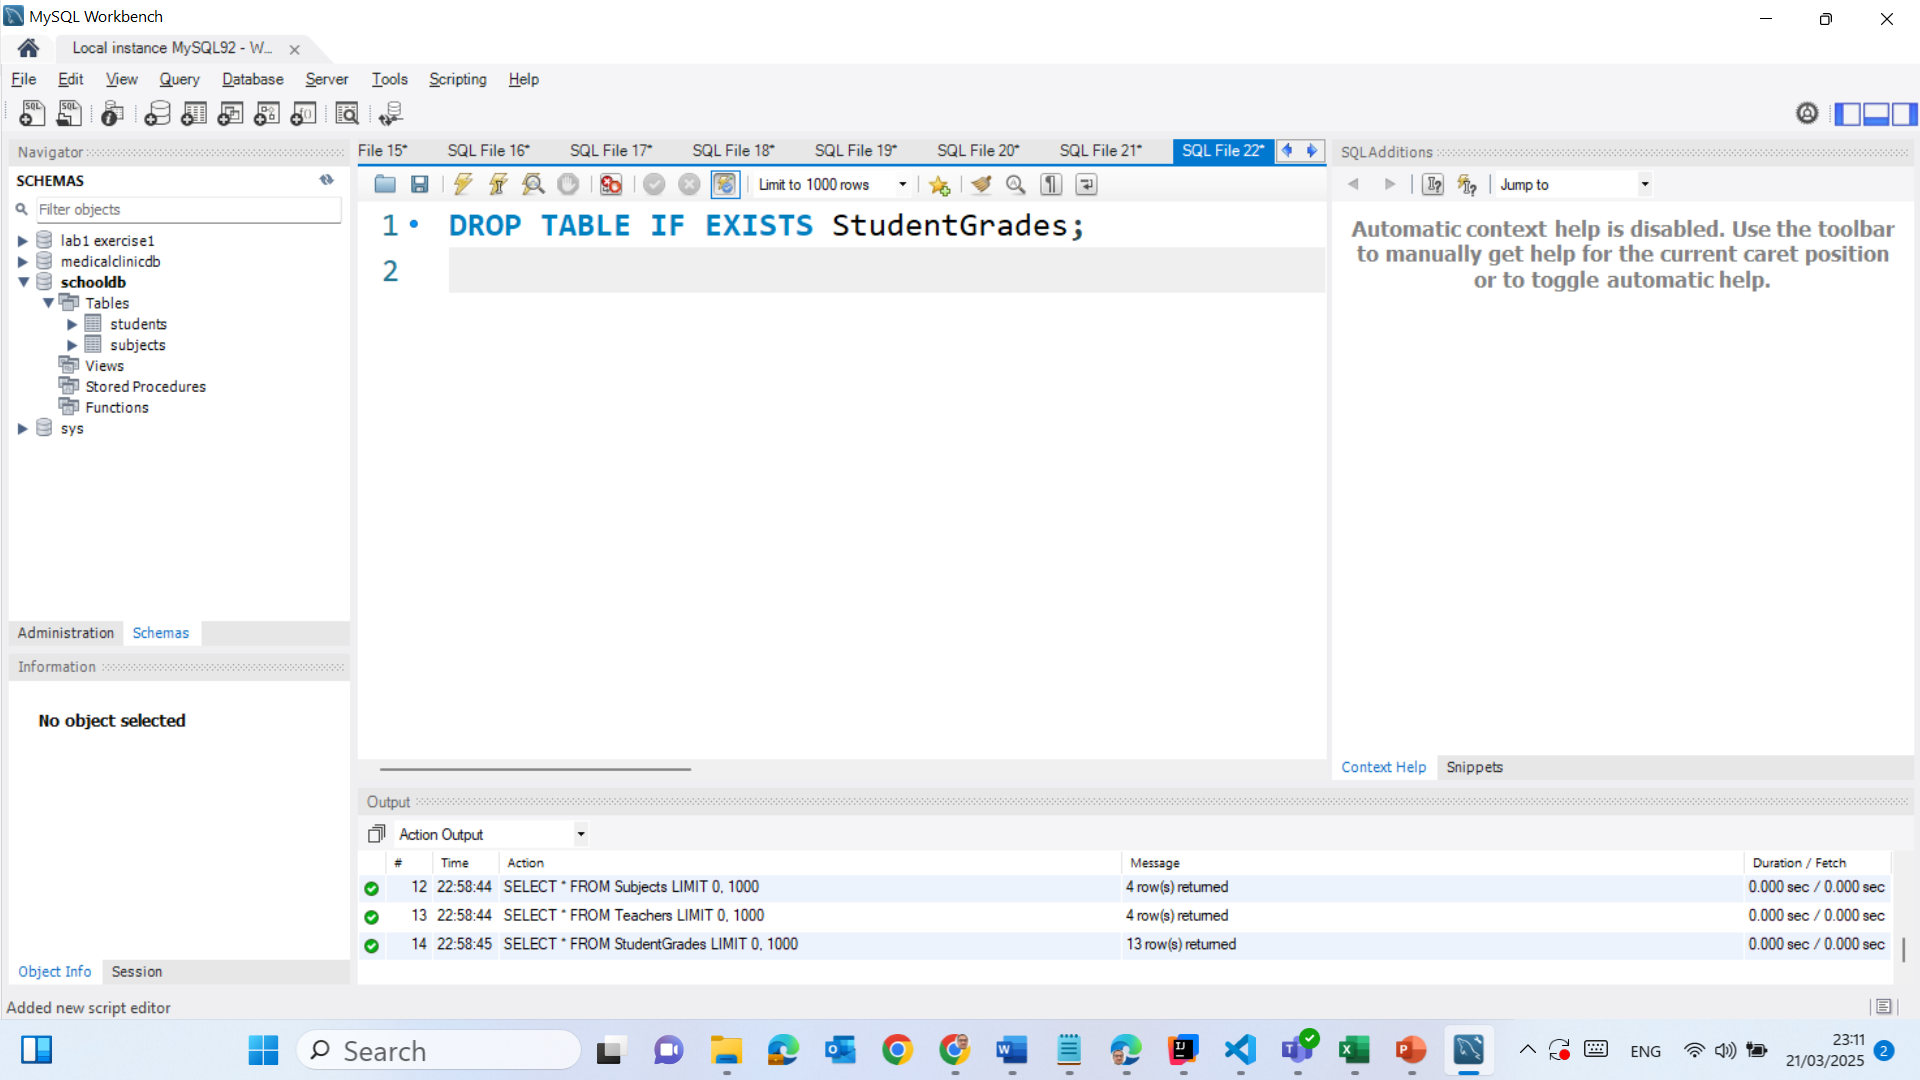 MySQL Workbench
Local instance MySQL92 - W...
File Edit View Query Database Server Tools Scripting Help
Navigator
SCHEMAS
Filter objects
lab1 exercise1
medicalclinicdb
schooldb
Tables
students
subjects
Views
Stored Procedures
Functions
sys
Administration Schemas
Information
No object selected
Object Info Session
File 15* SQL File 16* SQL File 17* SQL File 18* SQL File 19* SQL File 20* SQL File 21* SQL File 22*
Limit to 1000 rows
1 DROP TABLE IF EXISTS StudentGrades;
2
SQLAdditions
Jump to
Automatic context help is disabled. Use the toolbar
to manually get help for the current caret position
or to toggle automatic help.
Context Help Snippets
Output
Action Output
# Time Action Message Duration / Fetch
12 22:58:44 SELECT * FROM Subjects LIMIT 0, 1000 4 row(s) returned 0.000 sec / 0.000 sec
13 22:58:44 SELECT * FROM Teachers LIMIT 0, 1000 4 row(s) returned 0.000 sec / 0.000 sec
14 22:58:45 SELECT * FROM StudentGrades LIMIT 0, 1000 13 row(s) returned 0.000 sec / 0.000 sec
Added new script editor
Search
ENG
23:11
21/03/2025
2